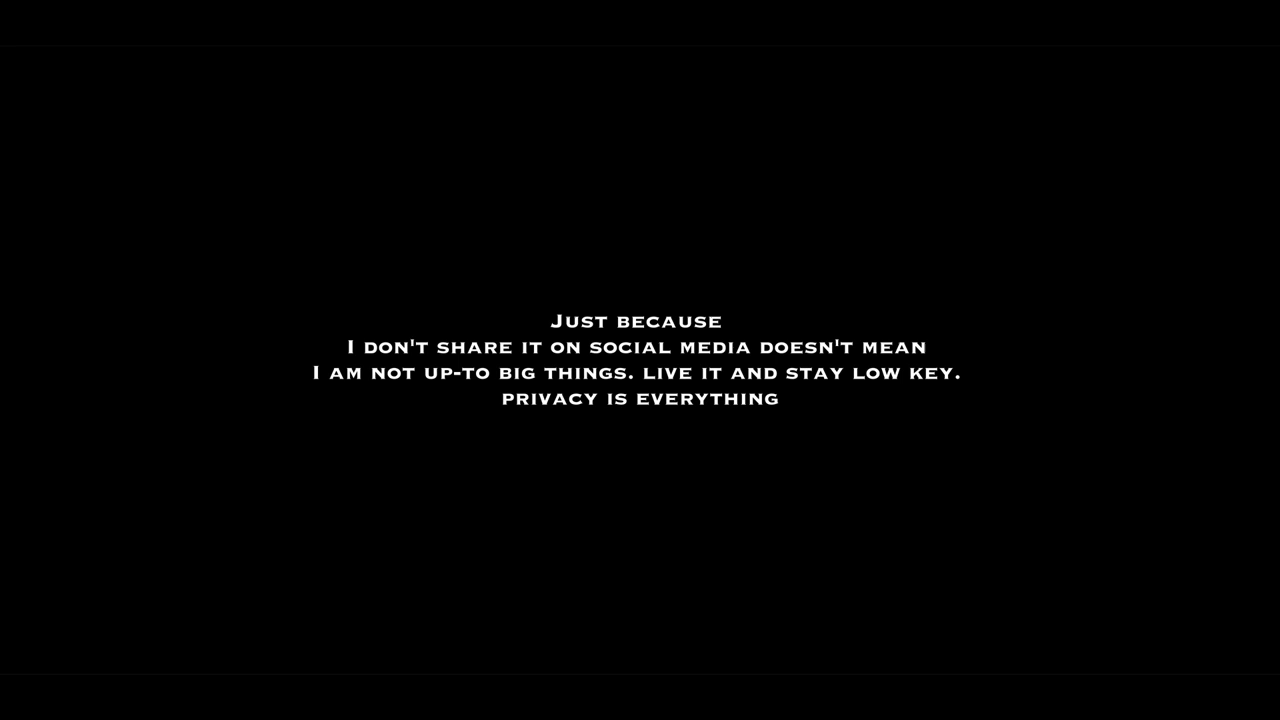 Just because
I don't share it on social media doesn't mean
I am not up-to big things. live it and stay low key.
privacy is everything